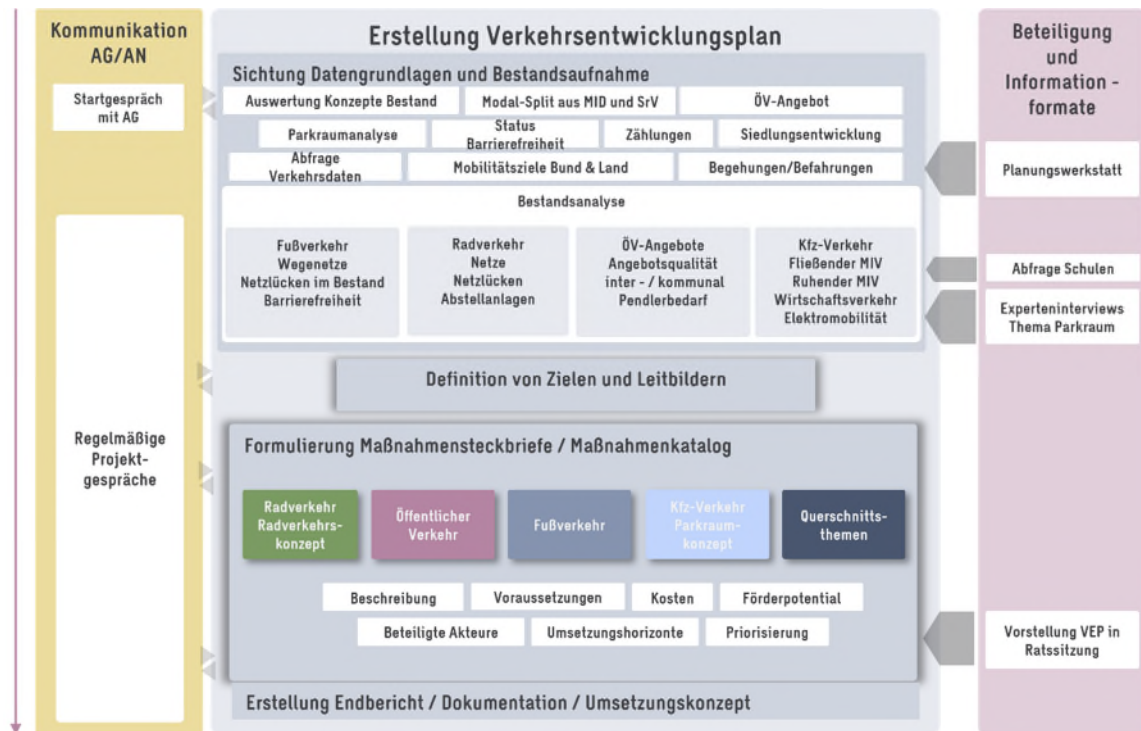 Kommunikation
AG/AN
Startgespräch
mit AG
Regelmäßige
Projekt-
gespräche
Erstellung Verkehrsentwicklungsplan
Sichtung Datengrundlagen und Bestandsaufnahme
Auswertung Konzepte Bestand
Modal-Split aus MID und SrV
ÖV-Angebot
Parkraumanalyse
Status
Barrierefreiheit
Zählungen
Siedlungsentwicklung
Abfrage
Verkehrsdaten
Mobilitätsziele Bund & Land
Begehungen/Befahrungen
Bestandsanalyse
Fußverkehr
Wegenetze
Netzlücken im Bestand
Barrierefreiheit
Radverkehr
Netze
Netzlücken
Abstellanlagen
ÖV-Angebote
Angebotsqualität
inter - / kommunal
Pendlerbedarf
Kfz-Verkehr
Fließender MIV
Ruhender MIV
Wirtschaftsverkehr
Elektromobilität
Definition von Zielen und Leitbildern
Formulierung Maßnahmensteckbriefe / Maßnahmenkatalog
Radverkehr
Radverkehrs-
konzept
Öffentlicher
Verkehr
Fußverkehr
Kfz-Verkehr
Parkraum-
konzept
Querschnitts-
themen
Beschreibung
Voraussetzungen
Kosten
Förderpotential
Beteiligte Akteure
Umsetzungshorizonte
Priorisierung
Erstellung Endbericht / Dokumentation / Umsetzungskonzept
Beteiligung
und
Information -
formate
Planungswerkstatt
Abfrage Schulen
Experteninterviews
Thema Parkraum
Vorstellung VEP in
Ratssitzung